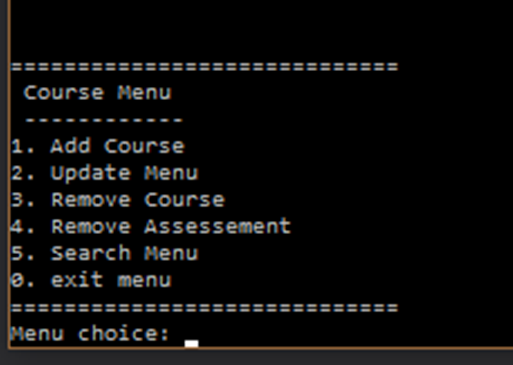 =============================
Course Menu
------------
1. Add Course
2. Update Menu
3. Remove Course
4. Remove Assessement
5. Search Menu
0. exit menu
=============================
Menu choice: